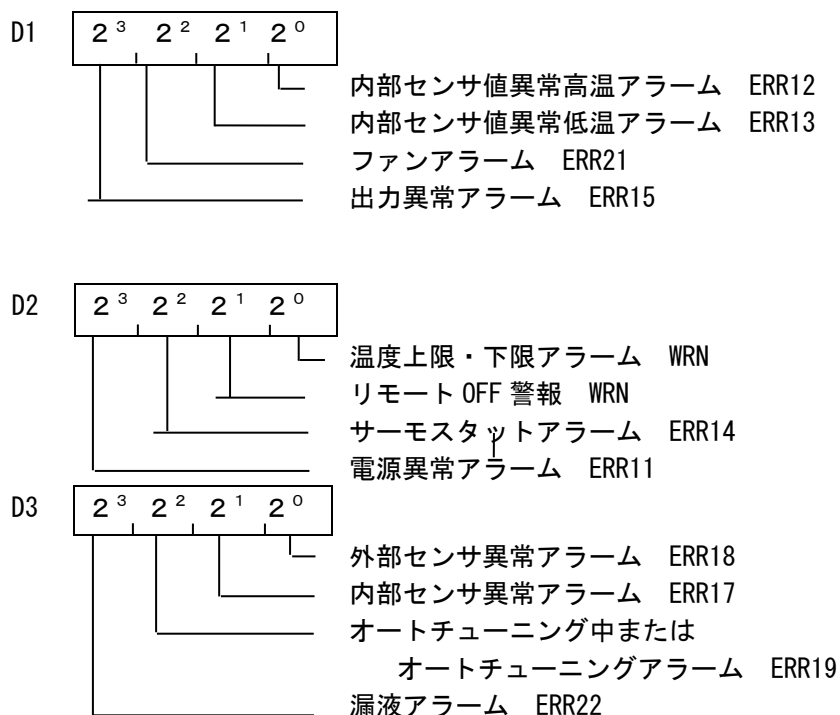 D1 2³ 2² 2¹ 2⁰
内部センサ値異常高温アラーム ERR12
内部センサ値異常低温アラーム ERR13
ファンアラーム ERR21
出力異常アラーム ERR15
D2 2³ 2² 2¹ 2⁰
温度上限・下限アラーム WRN
リモート OFF 警報 WRN
サーモスタットアラーム ERR14
電源異常アラーム ERR11
D3 2³ 2² 2¹ 2⁰
外部センサ異常アラーム ERR18
内部センサ異常アラーム ERR17
オートチューニング中または
オートチューニングアラーム ERR19
漏液アラーム ERR22